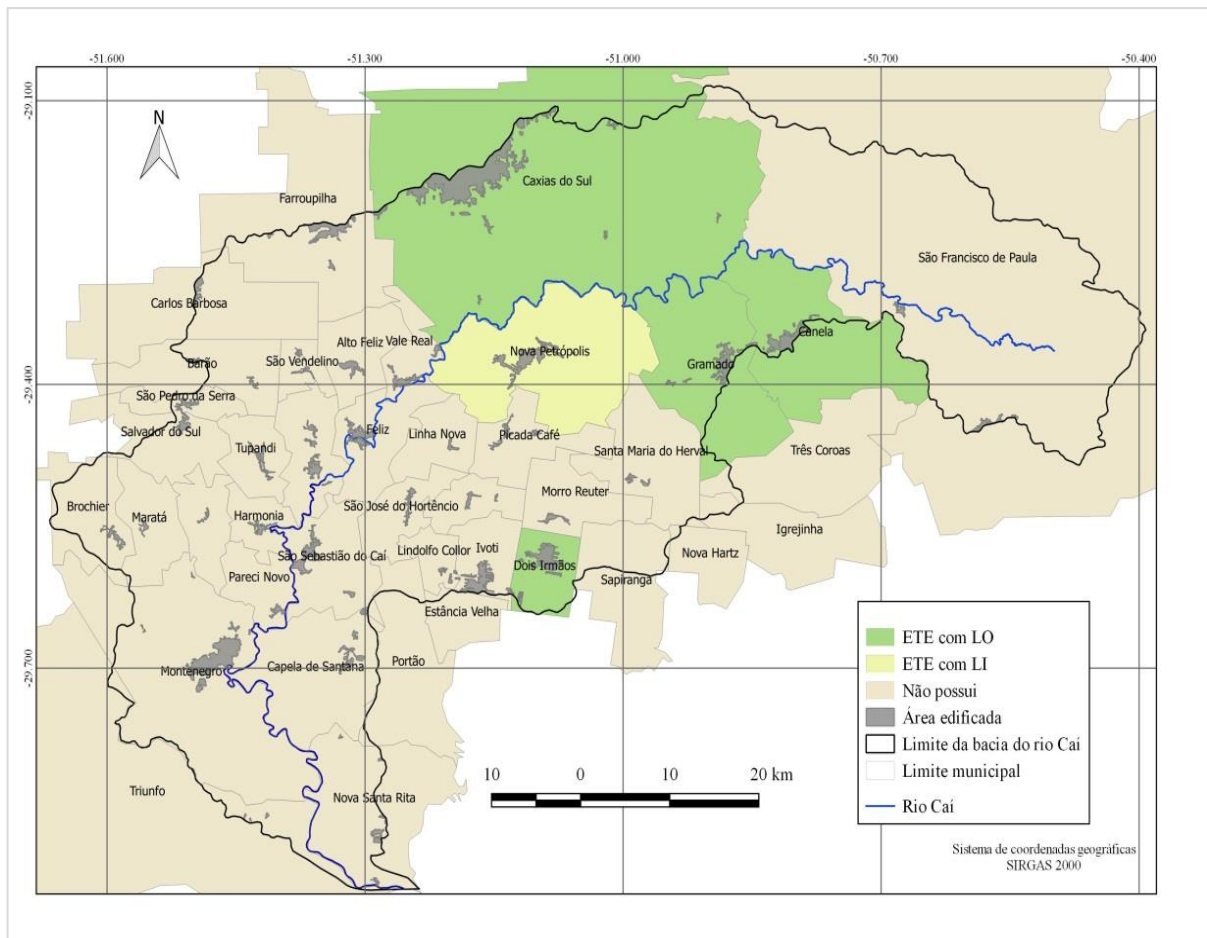 -51.600
-51.300
-51.000
-50.700
-50.400
-29.100
-29.400
-29.700
N
Caxias do Sul
Farroupilha
São Francisco de Paula
Carlos Barbosa
Canela
Alto Feliz
Vale Real
Nova Petrópolis
São Vendelino
Barão
Gramado
São Pedro da Serra
Salvador do Sul
Feliz
Linha Nova
Picada Café
Tupandi
Santa Maria do Herval
Três Coroas
Morro Reuter
Brochier
Maratá
Harmonia
São José do Hortêncio
Igrejinha
São Sebastião do Caí
Lindolfo Collor
Ivoti
Nova Hartz
Dois Irmãos
Pareci Novo
Sapiranga
Estância Velha
Montenegro
Capela de Santana
Portão
Triunfo
Nova Santa Rita
10 0 10 20 km
ETE com LO
ETE com LI
Não possui
Área edificada
Limite da bacia do rio Caí
Limite municipal
Rio Caí
Sistema de coordenadas geográficas
SIRGAS 2000